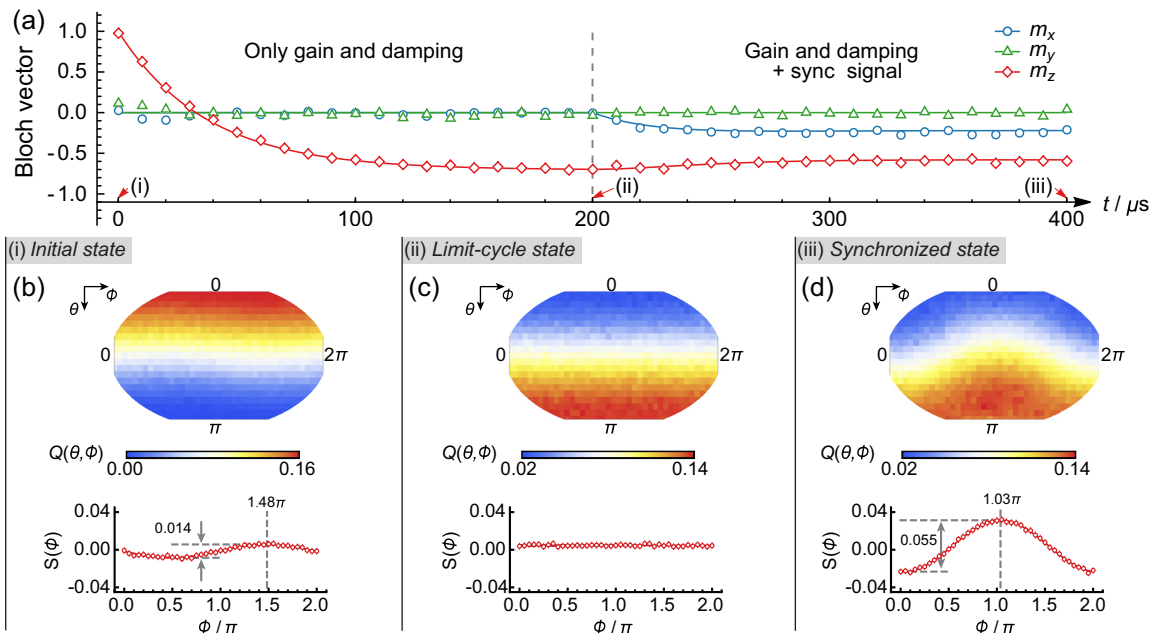 (a)
Bloch vector
1.0
0.5
0.0
-0.5
-1.0
Only gain and damping
Gain and damping
+ sync signal
m_x
m_y
m_z
(i)
(ii)
(iii)
0
100
200
300
400
t / μs
(i) Initial state
(ii) Limit-cycle state
(iii) Synchronized state
(b)
θ
Φ
0
0
2π
π
Q(θ,Φ)
0.00
0.16
S(Φ)
0.04
0.00
-0.04
0.014
1.48π
0.0 0.5 1.0 1.5 2.0
Φ / π
(c)
θ
Φ
0
0
2π
π
Q(θ,Φ)
0.02
0.14
S(Φ)
0.04
0.00
-0.04
0.0 0.5 1.0 1.5 2.0
Φ / π
(d)
θ
Φ
0
0
2π
π
Q(θ,Φ)
0.02
0.14
S(Φ)
0.04
0.00
-0.04
0.055
1.03π
0.0 0.5 1.0 1.5 2.0
Φ / π